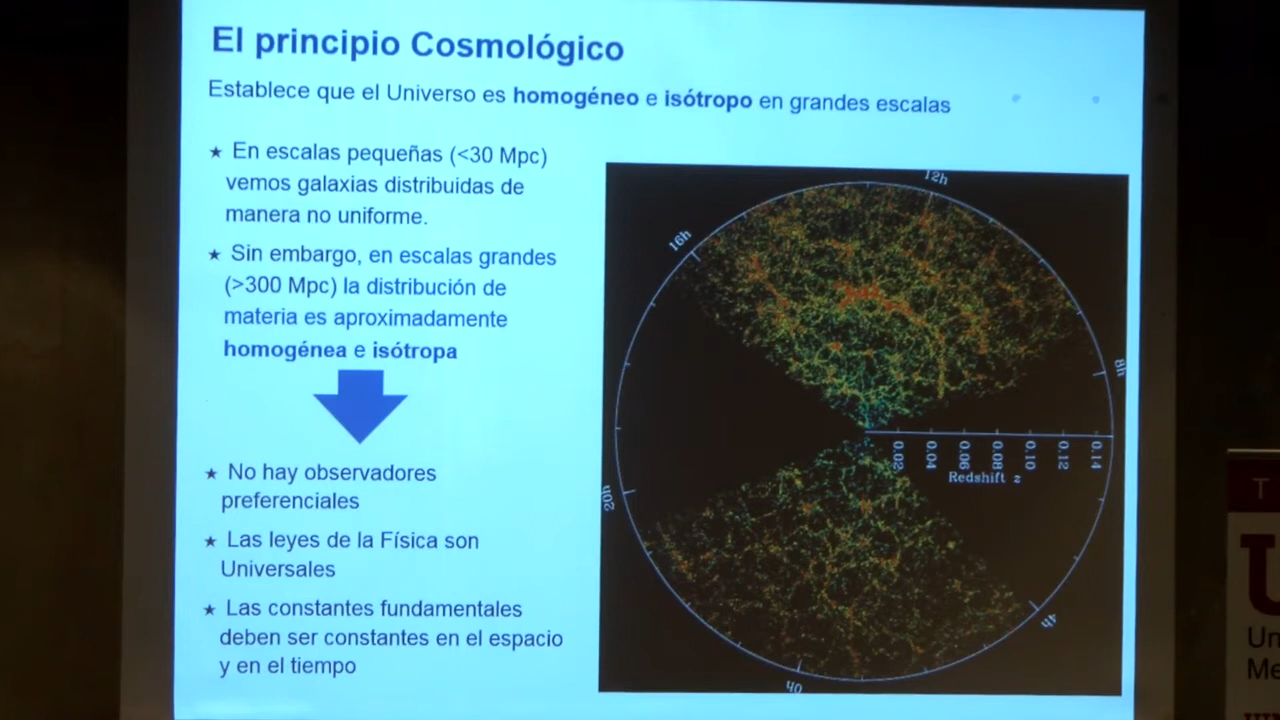 El principio Cosmológico
Establece que el Universo es homogéneo e isótropo en grandes escalas
★ En escalas pequeñas (<30 Mpc)
vemos galaxias distribuidas de
manera no uniforme.
★ Sin embargo, en escalas grandes
(>300 Mpc) la distribución de
materia es aproximadamente
homogénea e isótropa
★ No hay observadores
preferenciales
★ Las leyes de la Física son
Universales
★ Las constantes fundamentales
deben ser constantes en el espacio
y en el tiempo
12h
16h
8h
0.02 0.04 0.06 0.08 0.10 0.12 0.14
Redshift z
20h
4h
0h
T
U
Un
Me